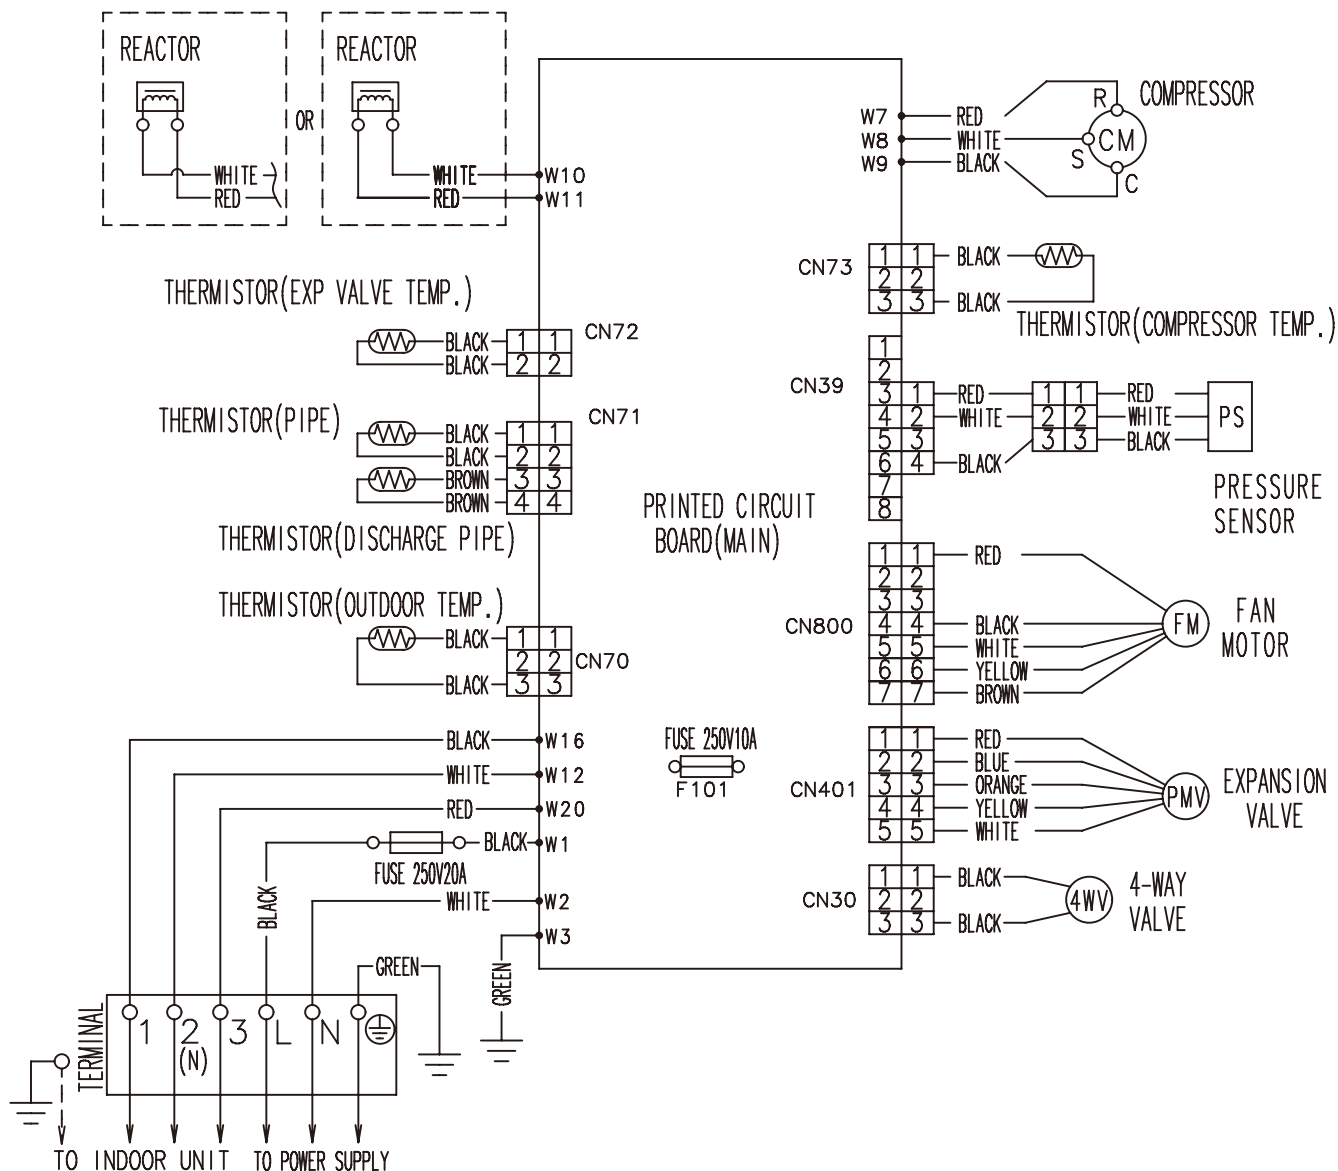 REACTOR
REACTOR
OR
WHITE
RED
WHITE
RED
W10
W11
W7
W8
W9
RED
WHITE
BLACK
R
S
C
CM
COMPRESSOR
THERMISTOR(EXP VALVE TEMP.)
BLACK
BLACK
1 1
2 2
CN72
CN73
1 1
2 2
3 3
BLACK
BLACK
THERMISTOR(COMPRESSOR TEMP.)
THERMISTOR(PIPE)
BLACK
BLACK
BROWN
BROWN
1 1
2 2
3 3
4 4
CN71
THERMISTOR(DISCHARGE PIPE)
CN39
1
2
3 1
4 2
5 3
6 4
7
8
RED
WHITE
BLACK
1 1
2 2
3 3
RED
WHITE
BLACK
PS
PRESSURE
SENSOR
PRINTED CIRCUIT
BOARD(MAIN)
THERMISTOR(OUTDOOR TEMP.)
BLACK
BLACK
1 1
2 2
3 3
CN70
CN800
1 1
2 2
3 3
4 4
5 5
6 6
7 7
RED
BLACK
WHITE
YELLOW
BROWN
FM
FAN
MOTOR
BLACK
W16
WHITE
W12
RED
W20
BLACK
W1
FUSE 250V20A
BLACK
WHITE
W2
W3
GREEN
GREEN
FUSE 250V10A
F101
CN401
1 1
2 2
3 3
4 4
5 5
RED
BLUE
ORANGE
YELLOW
WHITE
PMV
EXPANSION
VALVE
CN30
1 1
2 2
3 3
BLACK
BLACK
4WV
4-WAY
VALVE
TERMINAL
1 2 3 L N
(N)
TO INDOOR UNIT
TO POWER SUPPLY